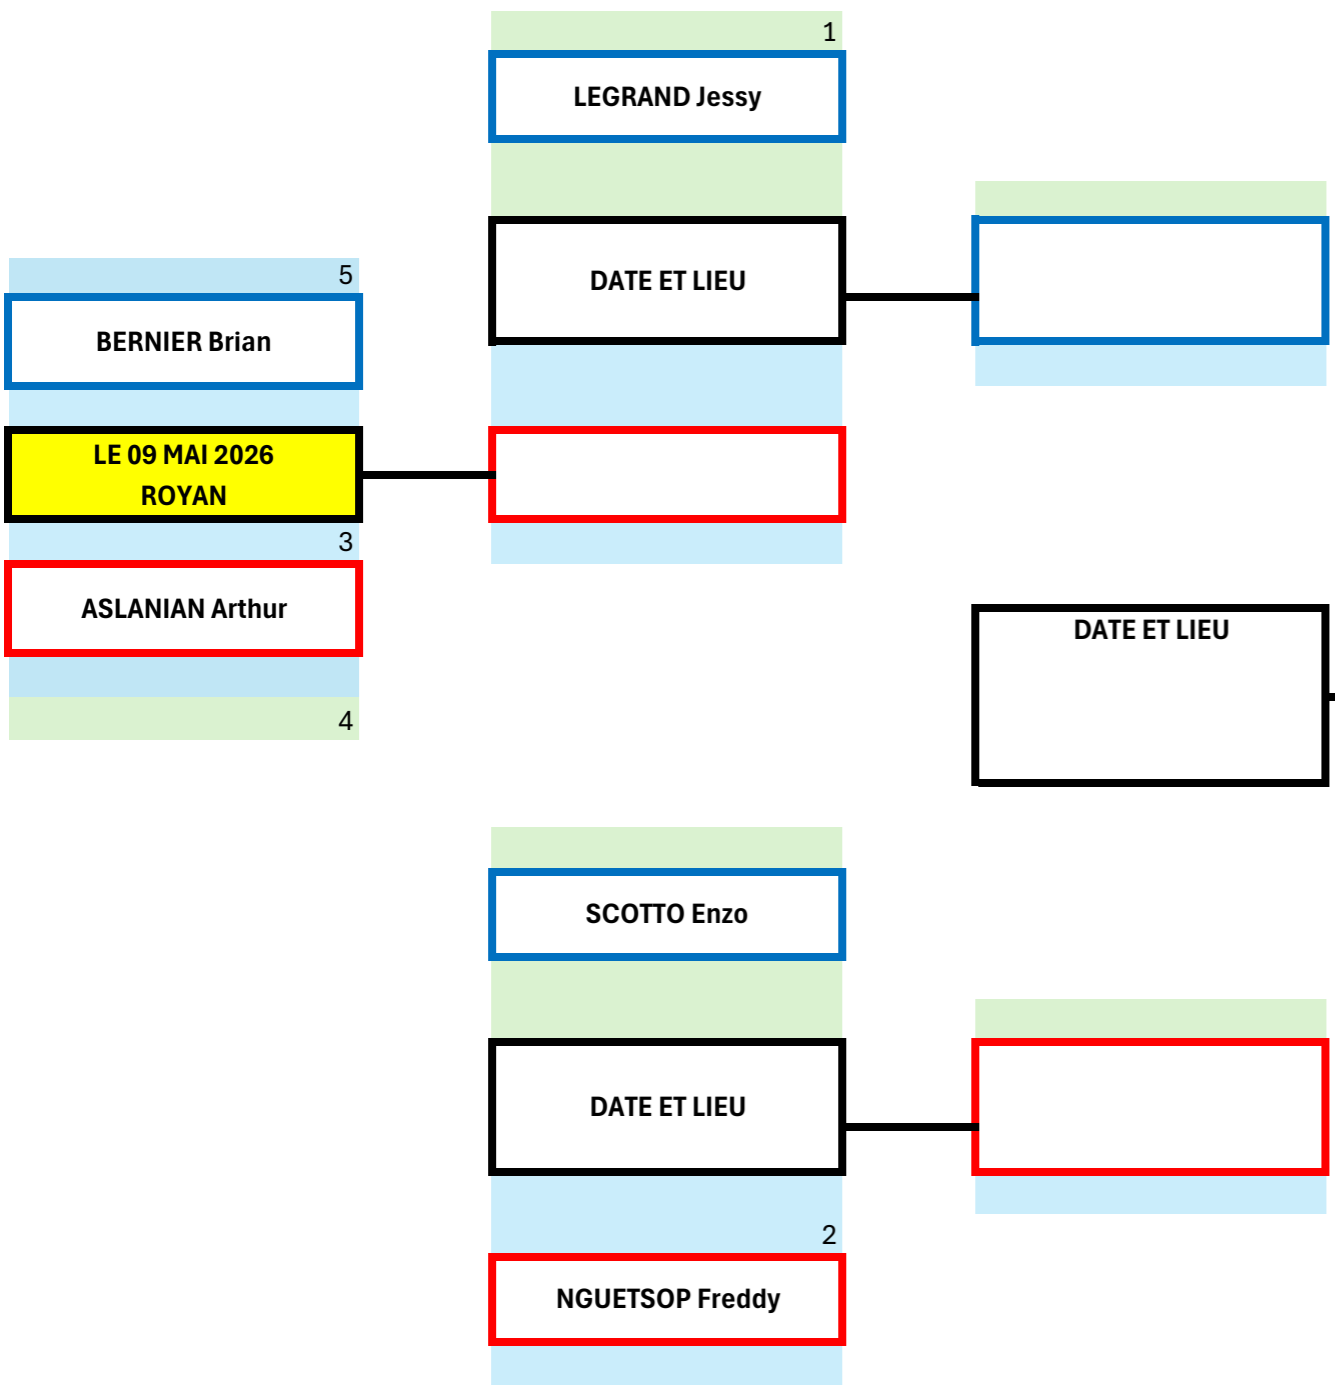 1
LEGRAND Jessy
DATE ET LIEU
5
BERNIER Brian
LE 09 MAI 2026
ROYAN
3
ASLANIAN Arthur
4
DATE ET LIEU
SCOTTO Enzo
DATE ET LIEU
2
NGUETSOP Freddy